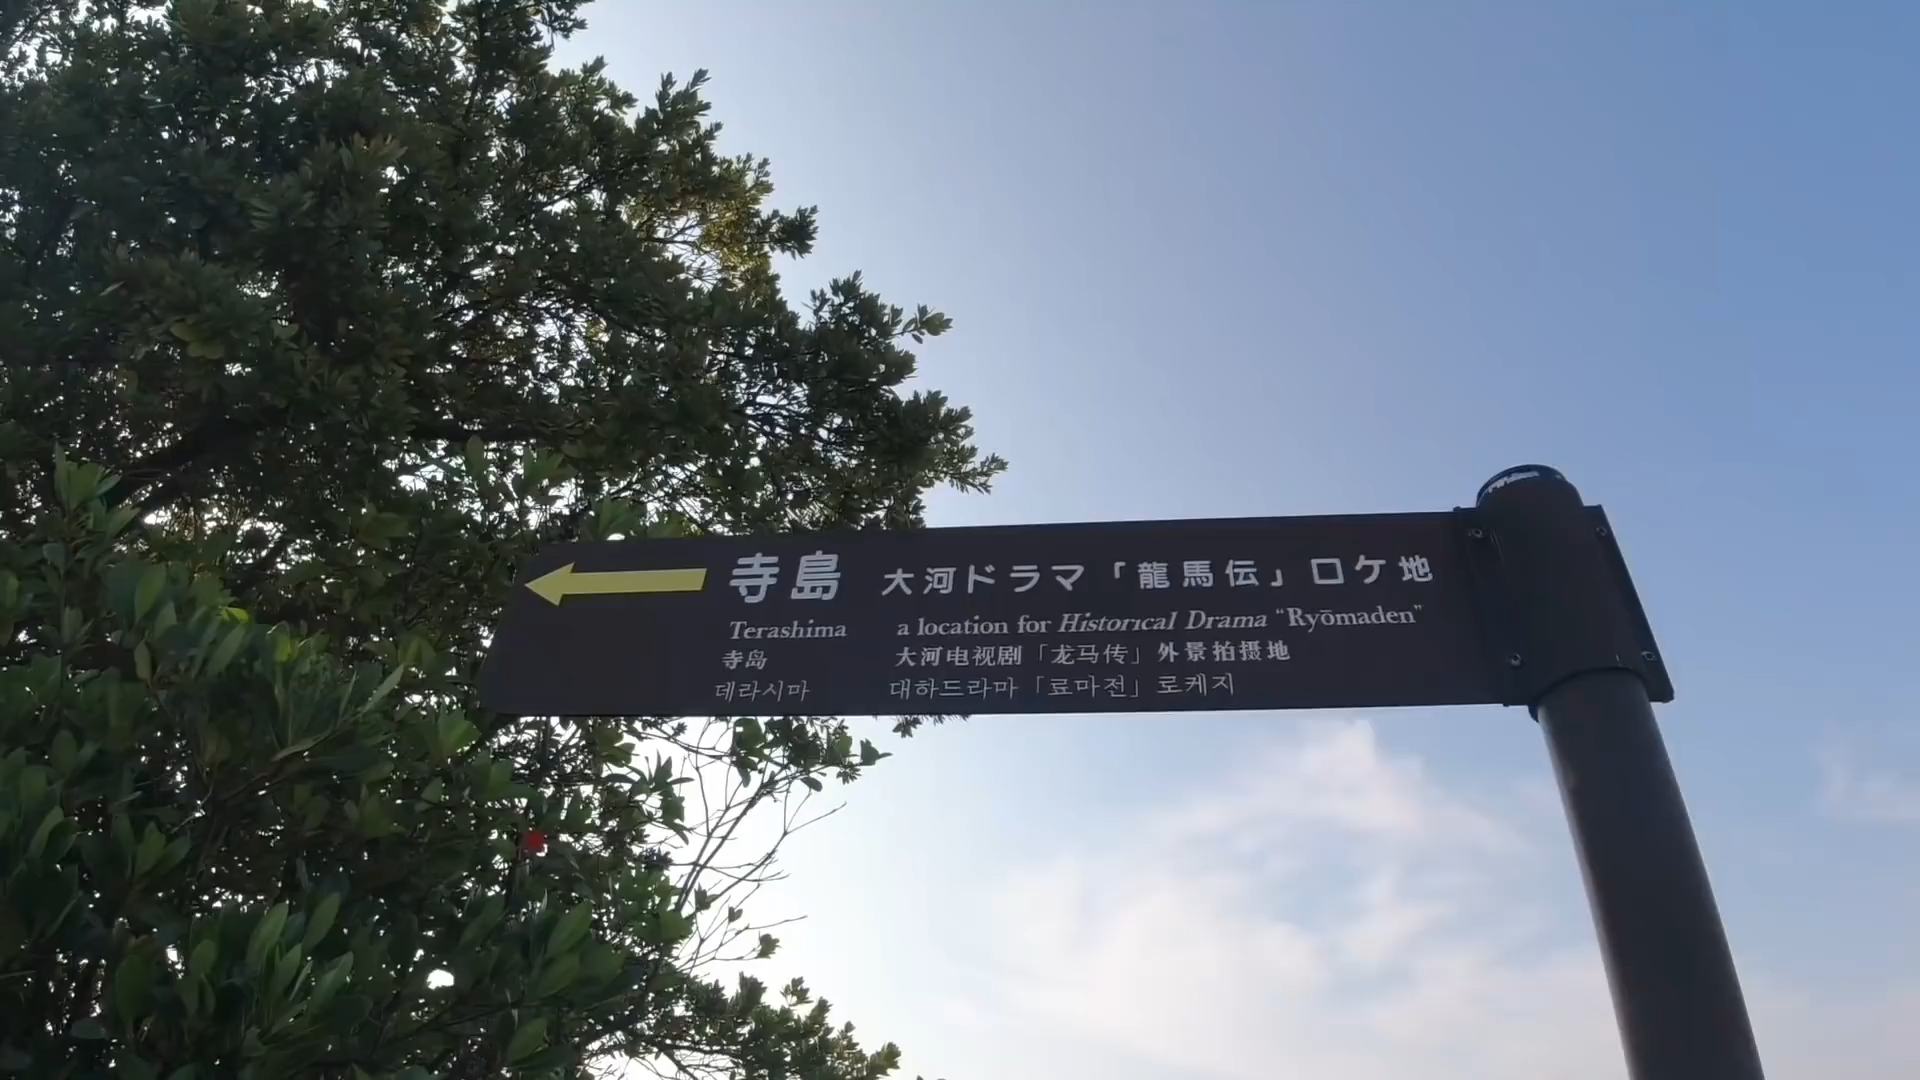 寺島 大河ドラマ「龍馬伝」ロケ地
Terashima a location for Historical Drama “Ryōmaden”
寺岛 大河电视剧「龙马传」外景拍摄地
데라시마 대하드라마「료마전」로케지